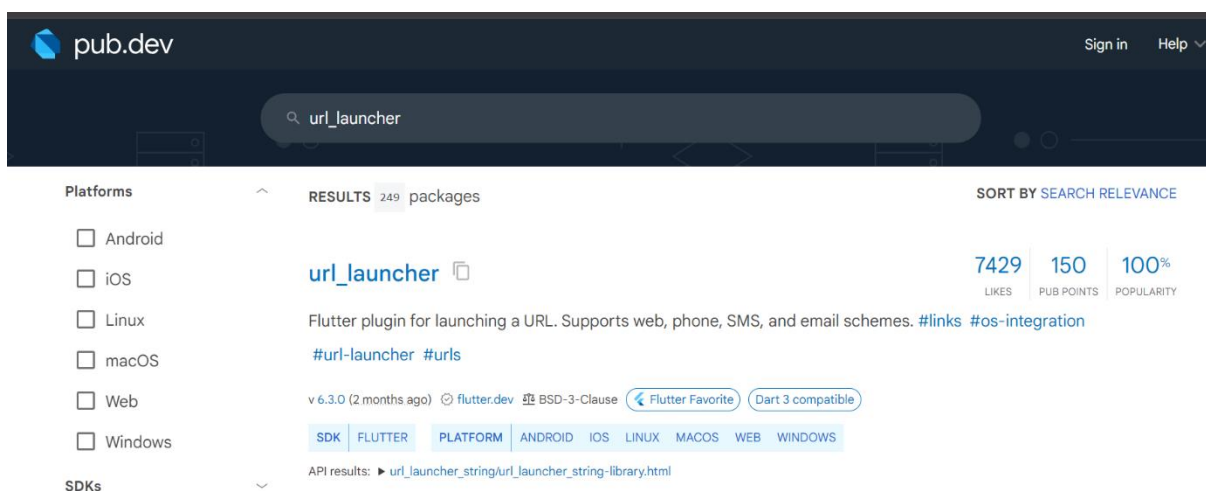 pub.dev
Sign in Help
url_launcher
Platforms
Android
iOS
Linux
macOS
Web
Windows
SDKs
RESULTS 249 packages
SORT BY SEARCH RELEVANCE
url_launcher
7429 150 100%
LIKES PUB POINTS POPULARITY
Flutter plugin for launching a URL. Supports web, phone, SMS, and email schemes. #links #os-integration
#url-launcher #urls
v 6.3.0 (2 months ago) flutter.dev BSD-3-Clause Flutter Favorite Dart 3 compatible
SDK FLUTTER PLATFORM ANDROID IOS LINUX MACOS WEB WINDOWS
API results: ▶ url_launcher_string/url_launcher_string-library.html